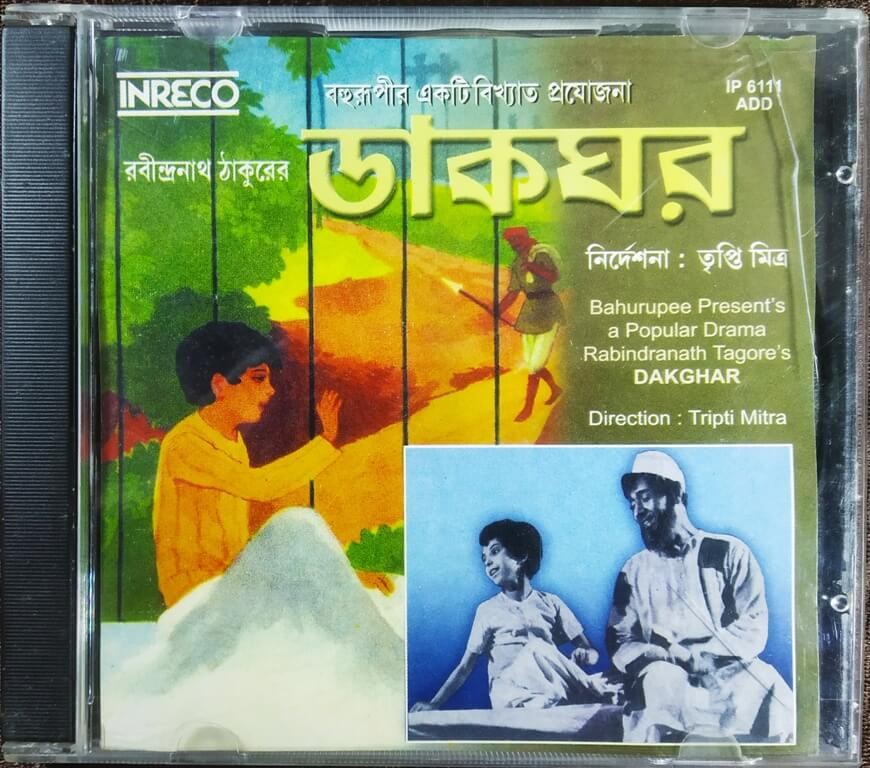 INRECO
বহুরূপীর একটি বিখ্যাত প্রযোজনা
IP 6111
ADD
রবীন্দ্রনাথ ঠাকুরের
ডাকঘর
নির্দেশনা : তৃপ্তি মিত্র
Bahurupee Present's
a Popular Drama
Rabindranath Tagore's
DAKGHAR
Direction : Tripti Mitra